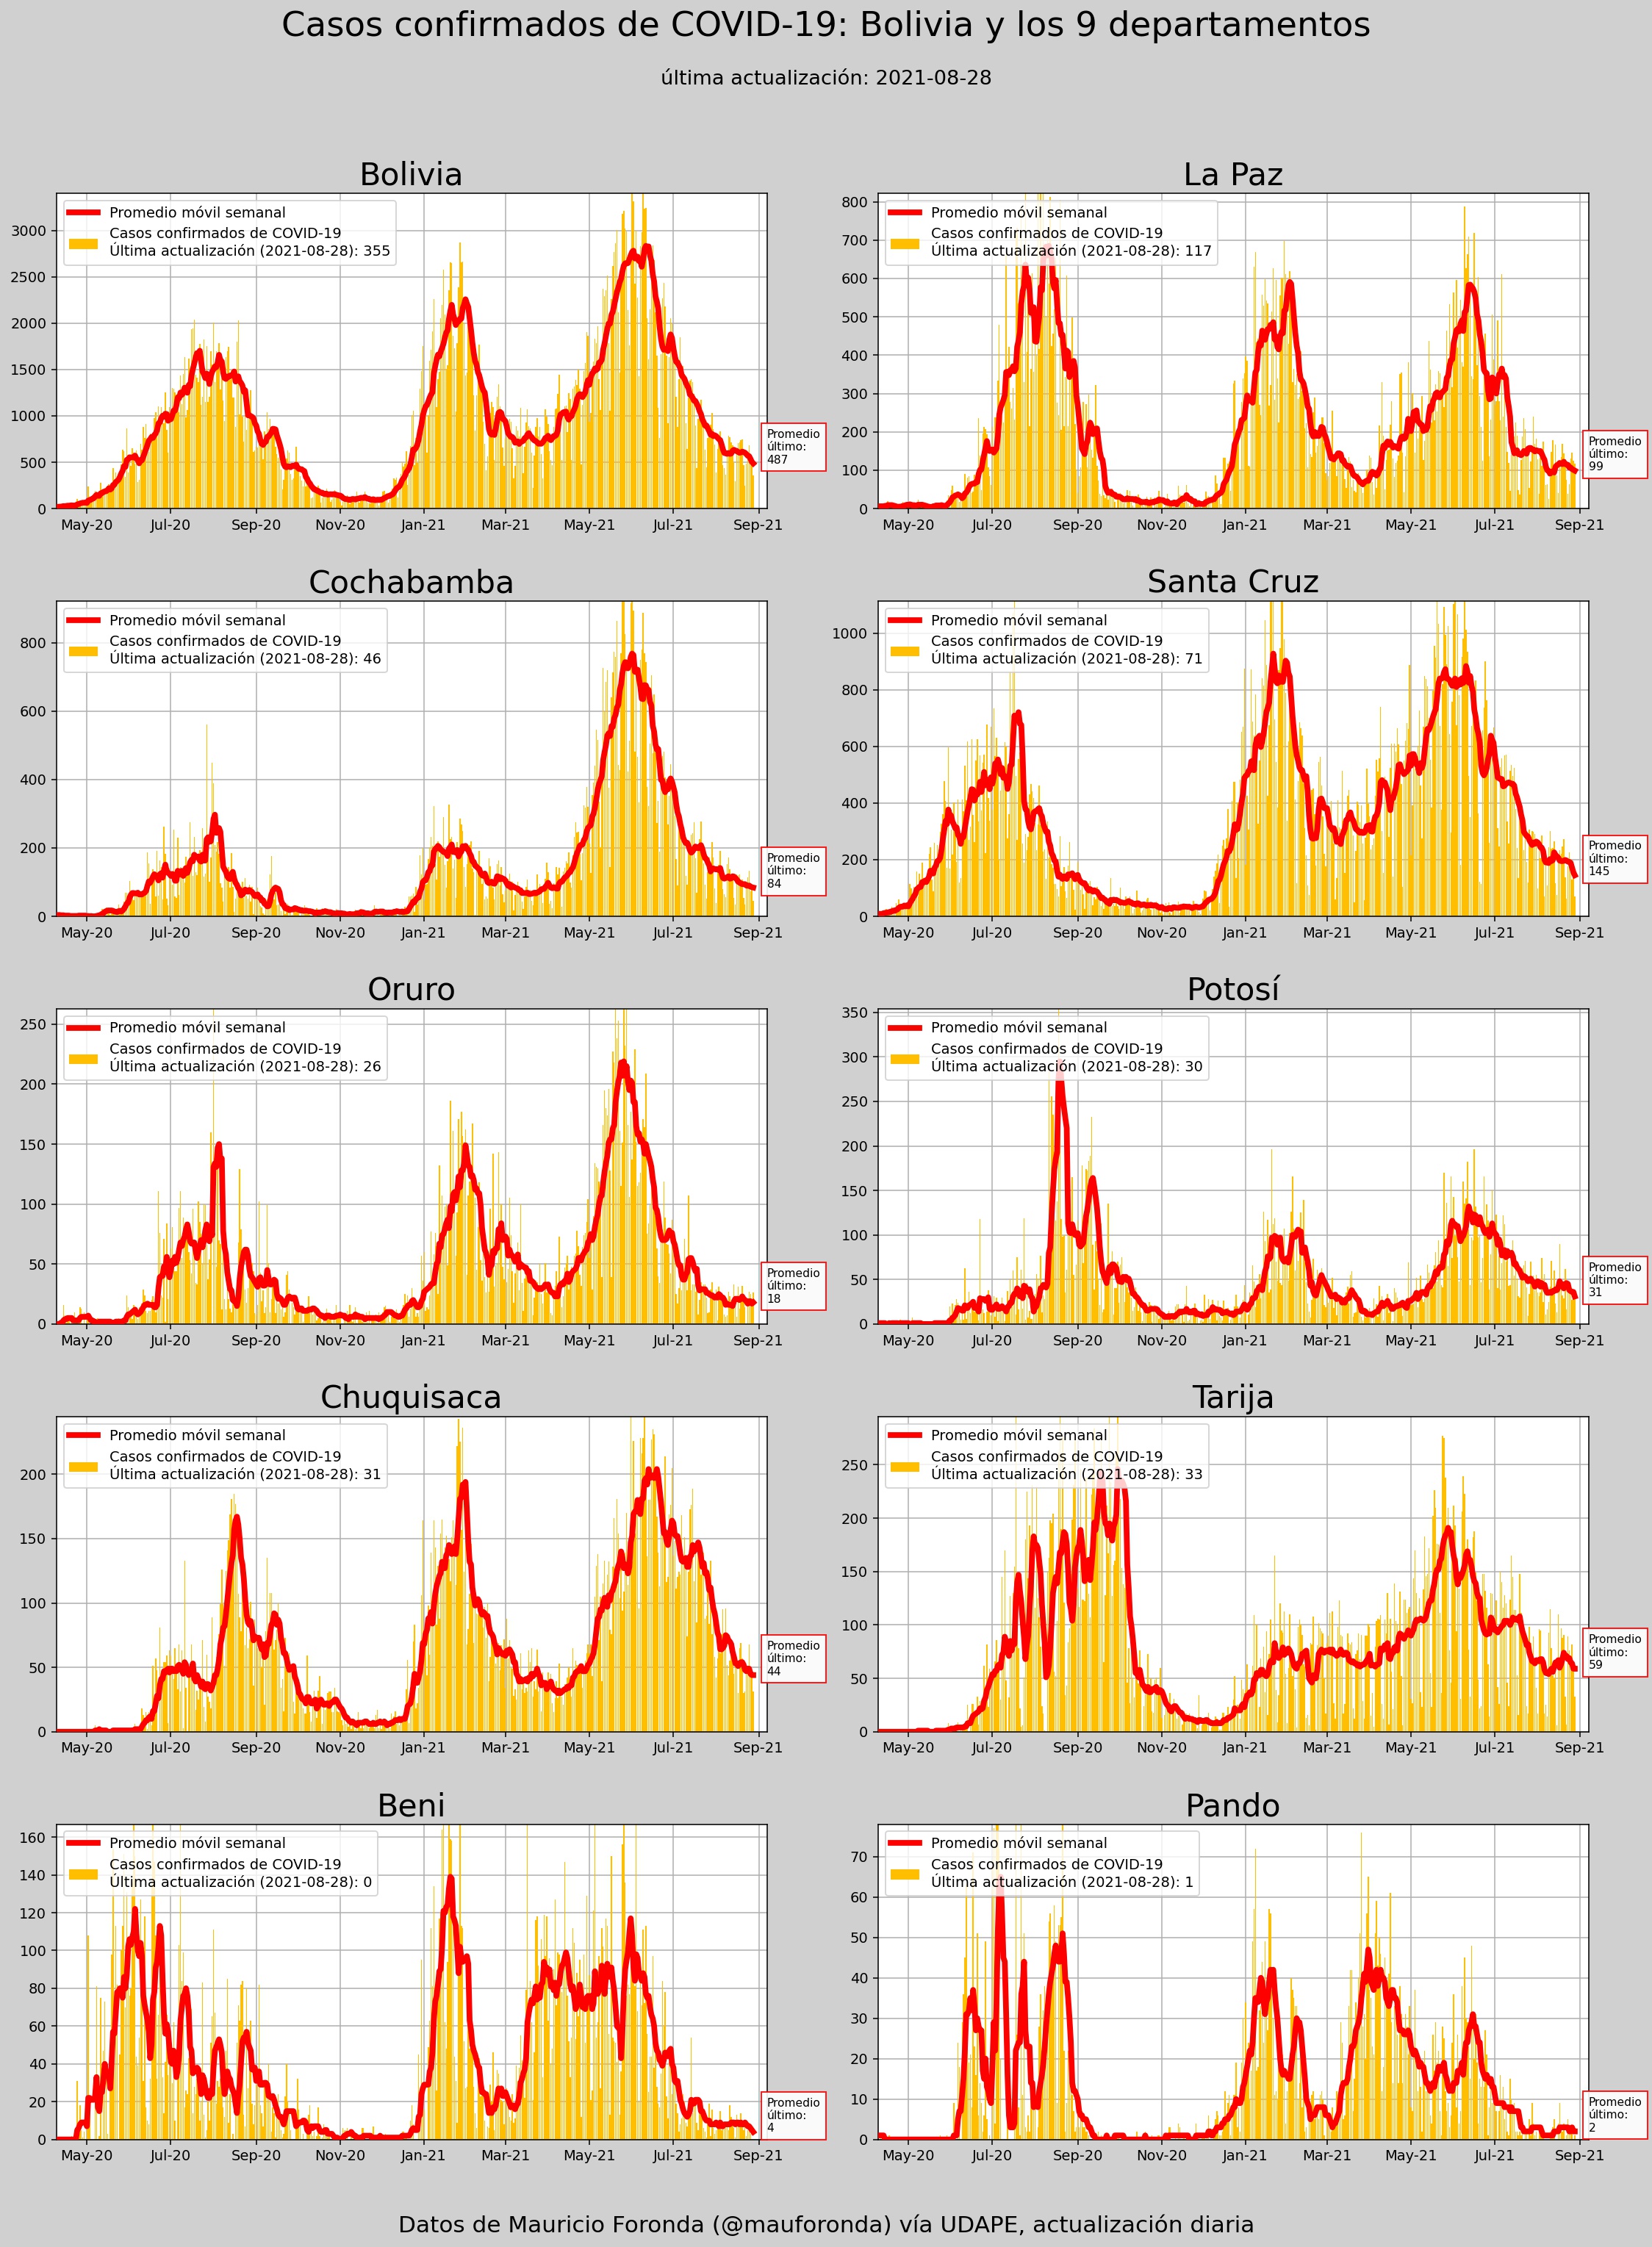 Casos confirmados de COVID-19: Bolivia y los 9 departamentos
última actualización: 2021-08-28
Bolivia
Promedio móvil semanal
Casos confirmados de COVID-19
Última actualización (2021-08-28): 355
3000
2500
2000
1500
1000
500
0
Promedio
último:
487
May-20 Jul-20 Sep-20 Nov-20 Jan-21 Mar-21 May-21 Jul-21 Sep-21
La Paz
Promedio móvil semanal
Casos confirmados de COVID-19
Última actualización (2021-08-28): 117
800
700
600
500
400
300
200
100
0
Promedio
último:
99
May-20 Jul-20 Sep-20 Nov-20 Jan-21 Mar-21 May-21 Jul-21 Sep-21
Cochabamba
Promedio móvil semanal
Casos confirmados de COVID-19
Última actualización (2021-08-28): 46
800
600
400
200
0
Promedio
último:
84
May-20 Jul-20 Sep-20 Nov-20 Jan-21 Mar-21 May-21 Jul-21 Sep-21
Santa Cruz
Promedio móvil semanal
Casos confirmados de COVID-19
Última actualización (2021-08-28): 71
1000
800
600
400
200
0
Promedio
último:
145
May-20 Jul-20 Sep-20 Nov-20 Jan-21 Mar-21 May-21 Jul-21 Sep-21
Oruro
Promedio móvil semanal
Casos confirmados de COVID-19
Última actualización (2021-08-28): 26
250
200
150
100
50
0
Promedio
último:
18
May-20 Jul-20 Sep-20 Nov-20 Jan-21 Mar-21 May-21 Jul-21 Sep-21
Potosí
Promedio móvil semanal
Casos confirmados de COVID-19
Última actualización (2021-08-28): 30
350
300
250
200
150
100
50
0
Promedio
último:
31
May-20 Jul-20 Sep-20 Nov-20 Jan-21 Mar-21 May-21 Jul-21 Sep-21
Chuquisaca
Promedio móvil semanal
Casos confirmados de COVID-19
Última actualización (2021-08-28): 31
200
150
100
50
0
Promedio
último:
44
May-20 Jul-20 Sep-20 Nov-20 Jan-21 Mar-21 May-21 Jul-21 Sep-21
Tarija
Promedio móvil semanal
Casos confirmados de COVID-19
Última actualización (2021-08-28): 33
250
200
150
100
50
0
Promedio
último:
59
May-20 Jul-20 Sep-20 Nov-20 Jan-21 Mar-21 May-21 Jul-21 Sep-21
Beni
Promedio móvil semanal
Casos confirmados de COVID-19
Última actualización (2021-08-28): 0
160
140
120
100
80
60
40
20
0
Promedio
último:
4
May-20 Jul-20 Sep-20 Nov-20 Jan-21 Mar-21 May-21 Jul-21 Sep-21
Pando
Promedio móvil semanal
Casos confirmados de COVID-19
Última actualización (2021-08-28): 1
70
60
50
40
30
20
10
0
Promedio
último:
2
May-20 Jul-20 Sep-20 Nov-20 Jan-21 Mar-21 May-21 Jul-21 Sep-21
Datos de Mauricio Foronda (@mauforonda) vía UDAPE, actualización diaria